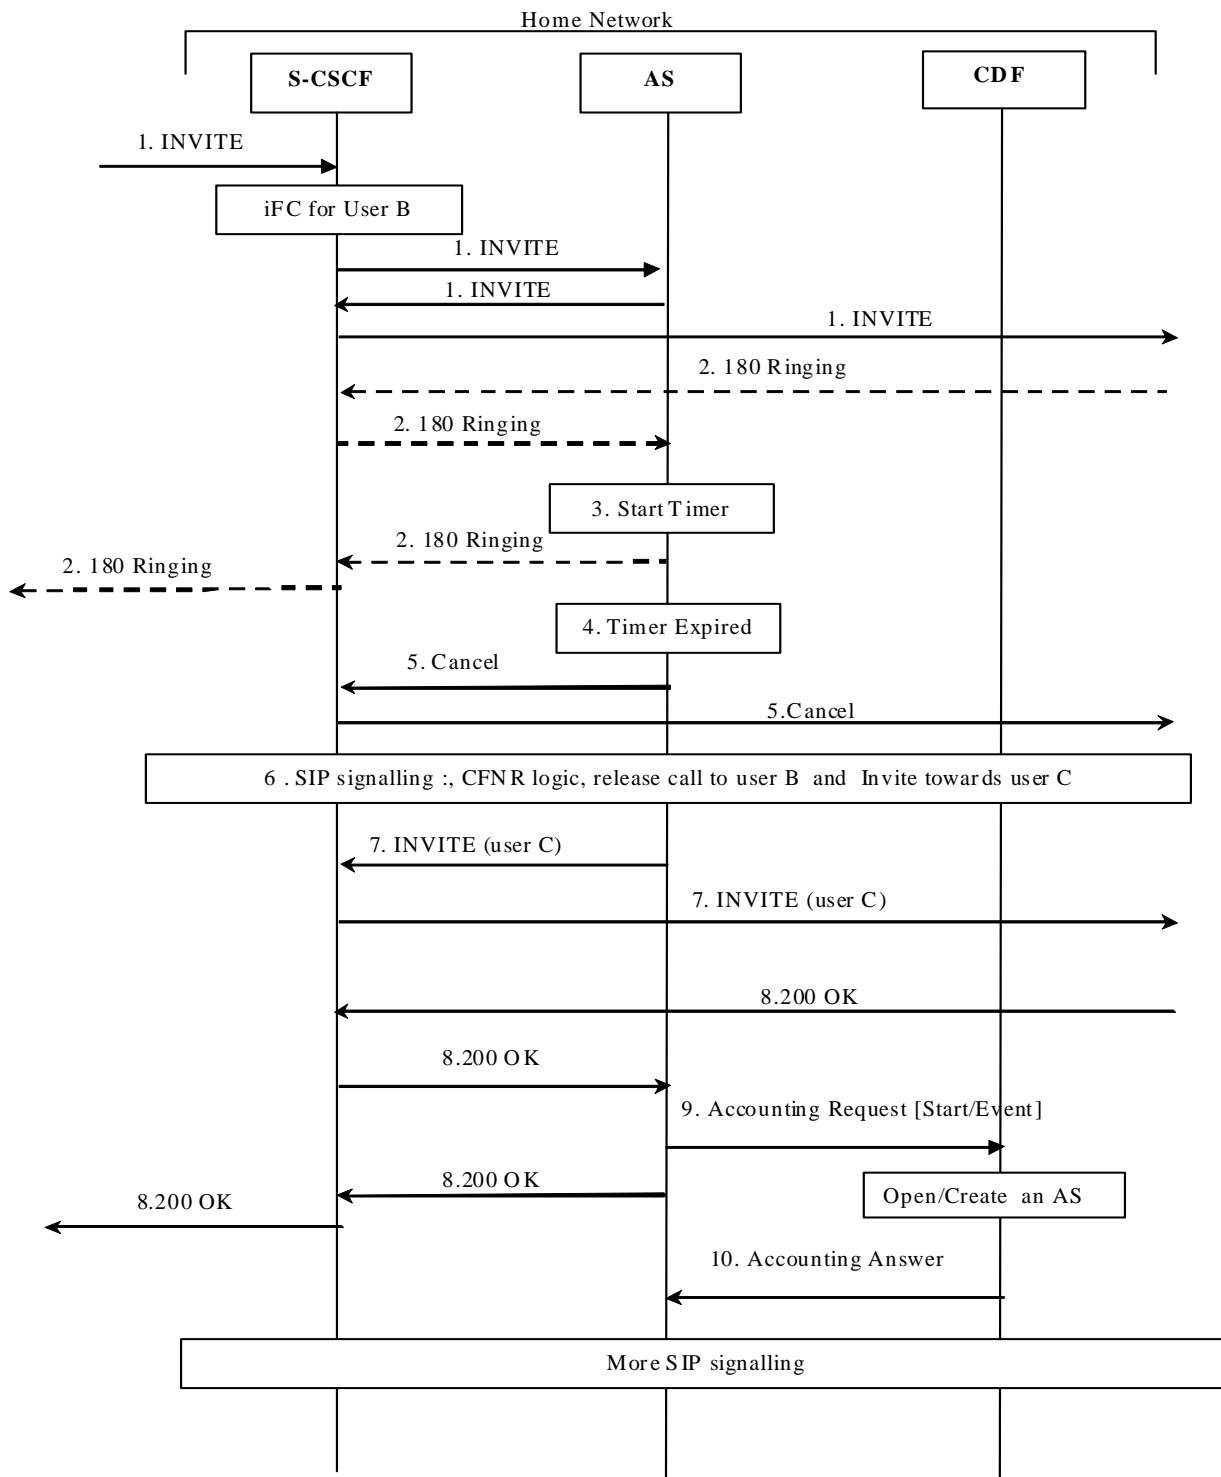 Home Network
S-CSCF
AS
CDF
1. INVITE
iFC for User B
1. INVITE
1. INVITE
1. INVITE
2. 180 Ringing
2. 180 Ringing
3. Start Timer
2. 180 Ringing
2. 180 Ringing
4. Timer Expired
5. Cancel
5.Cancel
6 . SIP signalling :, CFNR logic, release call to user B and Invite towards user C
7. INVITE (user C)
7. INVITE (user C)
8.200 OK
8.200 OK
9. Accounting Request [Start/Event]
8.200 OK
Open/Create an AS
8.200 OK
10. Accounting Answer
More SIP signalling